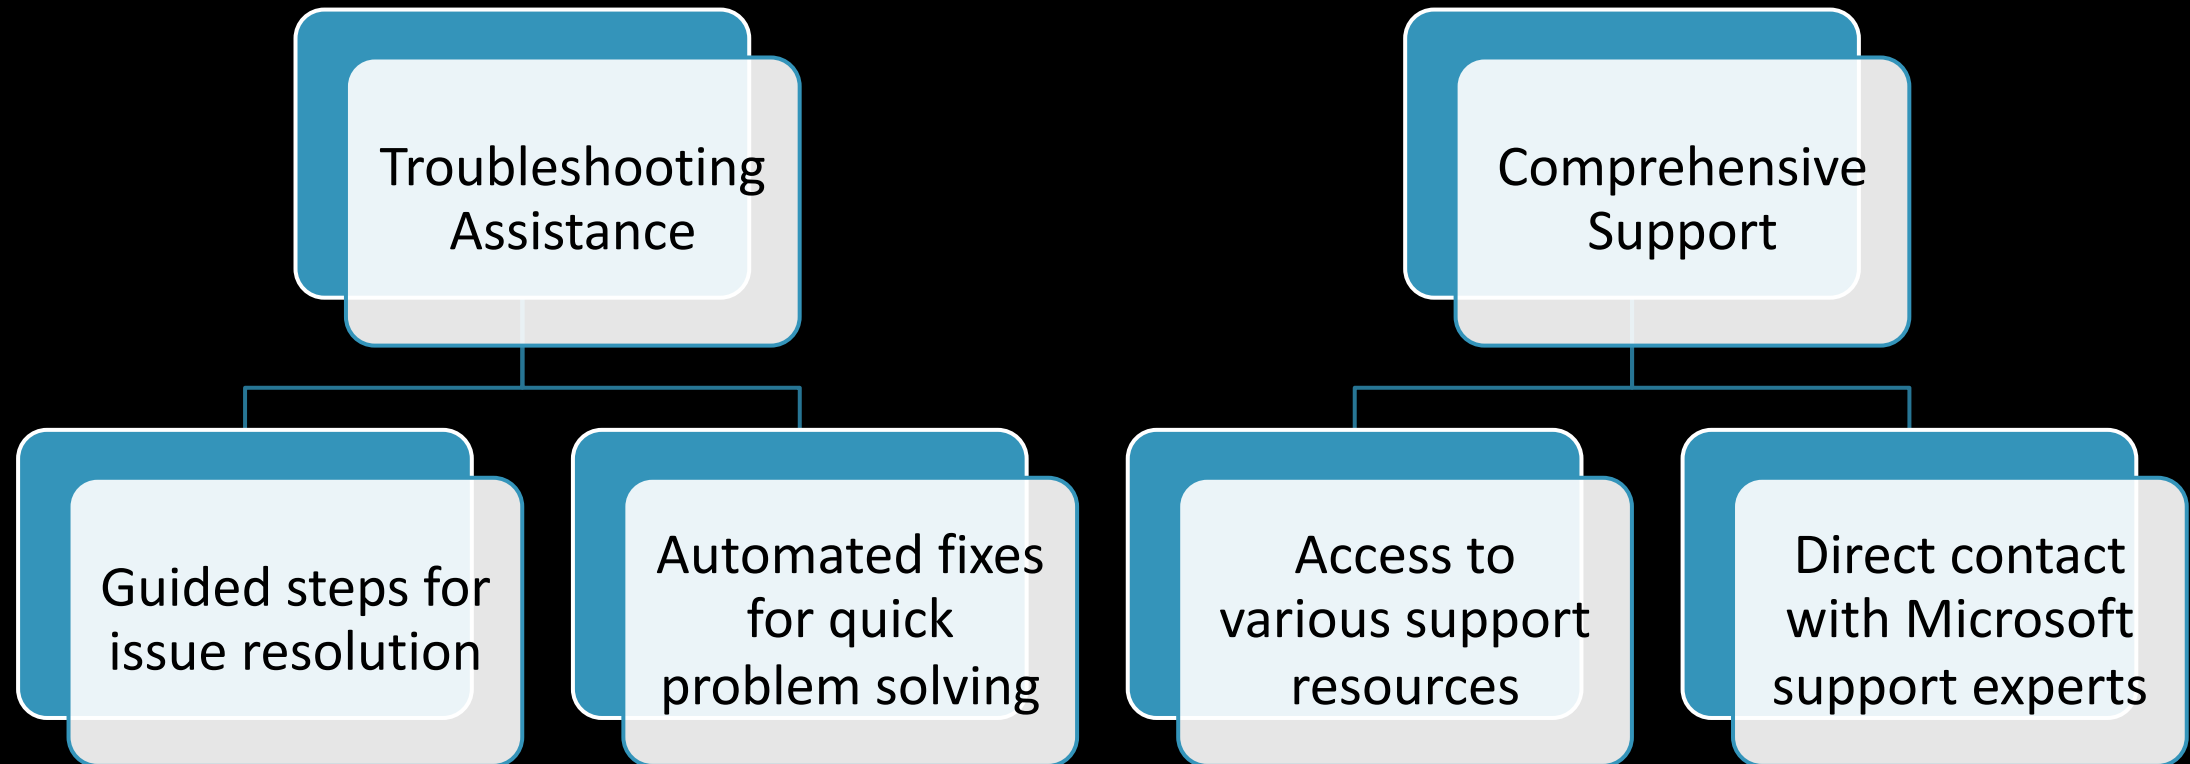 Troubleshooting
Assistance
Comprehensive
Support
Guided steps for
issue resolution
Automated fixes
for quick
problem solving
Access to
various support
resources
Direct contact
with Microsoft
support experts